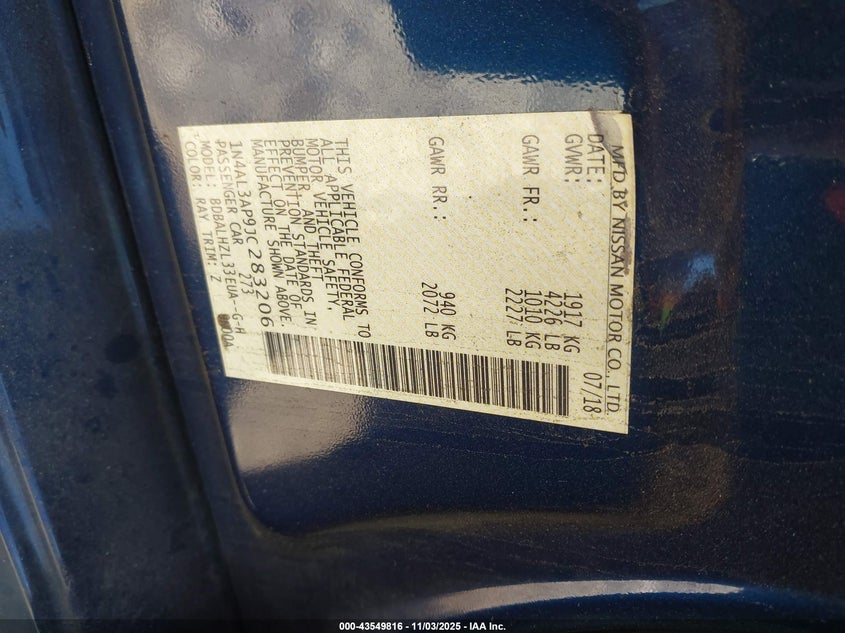 MFD BY NISSAN MOTOR CO., LTD.
DATE: 07/18
GVWR: 1917 KG
4226 LB
GAWR FR.: 1010 KG
2227 LB
GAWR RR.: 940 KG
2072 LB
THIS VEHICLE CONFORMS TO
ALL APPLICABLE FEDERAL
MOTOR VEHICLE SAFETY,
BUMPER, AND THEFT
PREVENTION STANDARDS IN
EFFECT ON THE DATE OF
MANUFACTURE SHOWN ABOVE.
1N4AL3AP9JC283206
PASSENGER CAR 273
MODEL: BDBALHZL33EUA-G-H
COLOR: RAY TRIM: Z
000-43549816 - 11/03/2025 - IAA Inc.